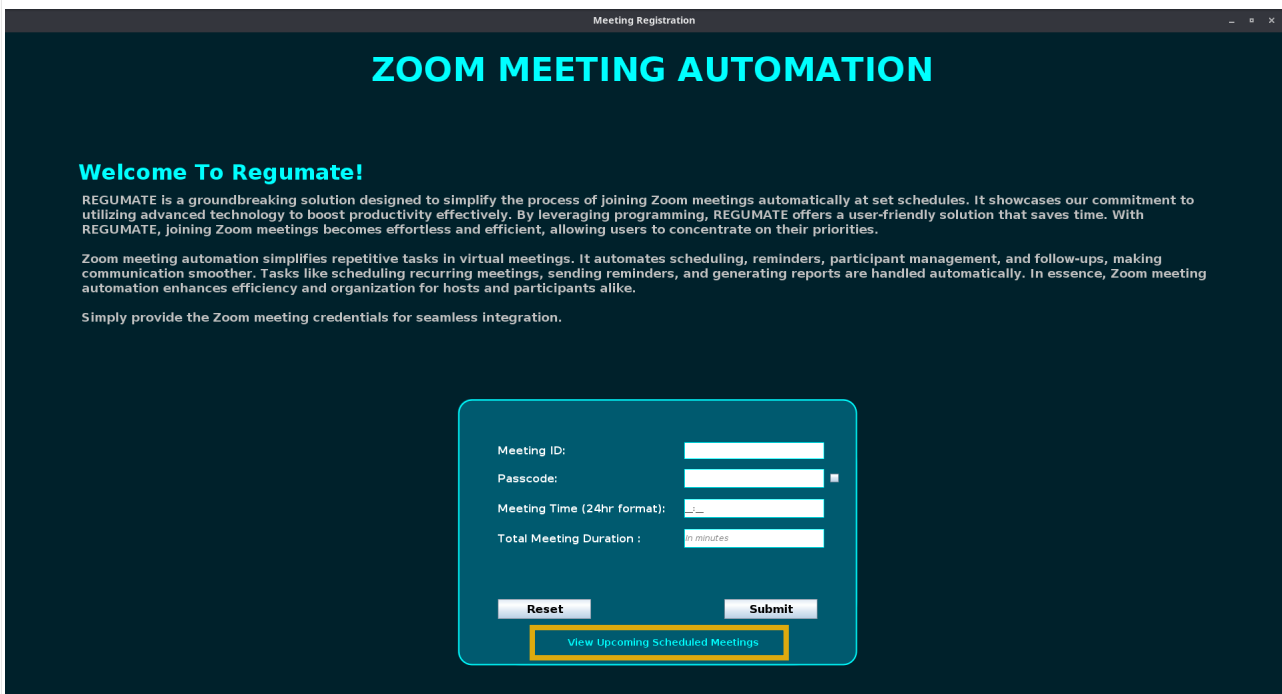 Meeting Registration
ZOOM MEETING AUTOMATION
Welcome To Regumate!
REGUMATE is a groundbreaking solution designed to simplify the process of joining Zoom meetings automatically at set schedules. It showcases our commitment to
utilizing advanced technology to boost productivity effectively. By leveraging programming, REGUMATE offers a user-friendly solution that saves time. With
REGUMATE, joining Zoom meetings becomes effortless and efficient, allowing users to concentrate on their priorities.
Zoom meeting automation simplifies repetitive tasks in virtual meetings. It automates scheduling, reminders, participant management, and follow-ups, making
communication smoother. Tasks like scheduling recurring meetings, sending reminders, and generating reports are handled automatically. In essence, Zoom meeting
automation enhances efficiency and organization for hosts and participants alike.
Simply provide the Zoom meeting credentials for seamless integration.
Meeting ID:
Passcode:
Meeting Time (24hr format): __:__
Total Meeting Duration : In minutes
Reset Submit
View Upcoming Scheduled Meetings